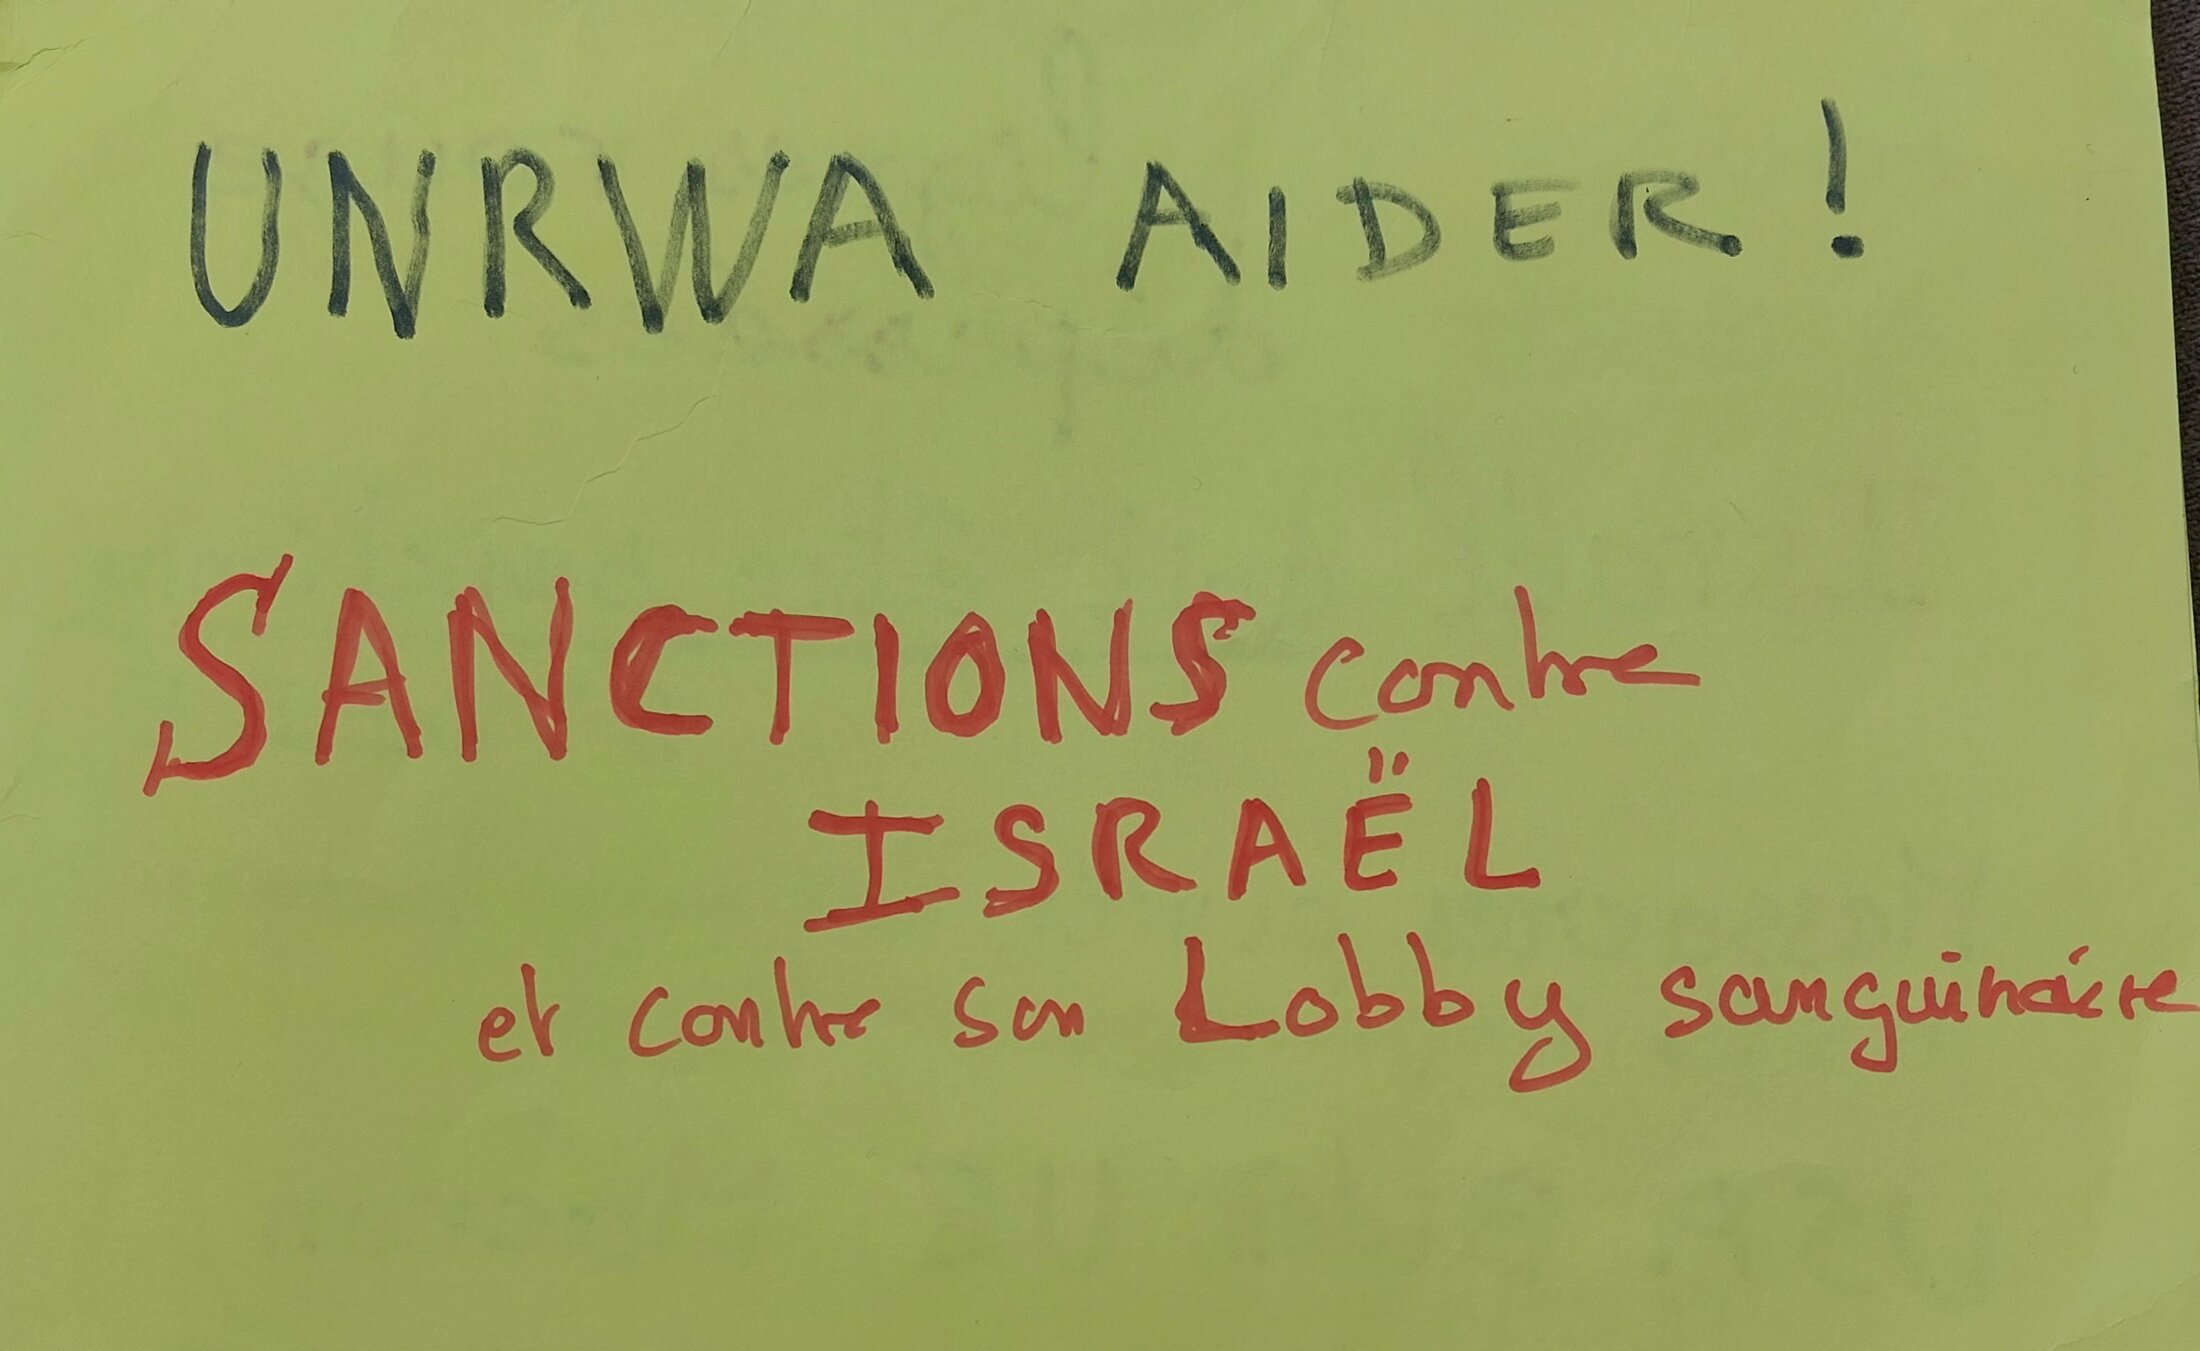 UNRWA AIDER !
SANCTIONS contre
ISRAËL
et contre son Lobby sanguinaire